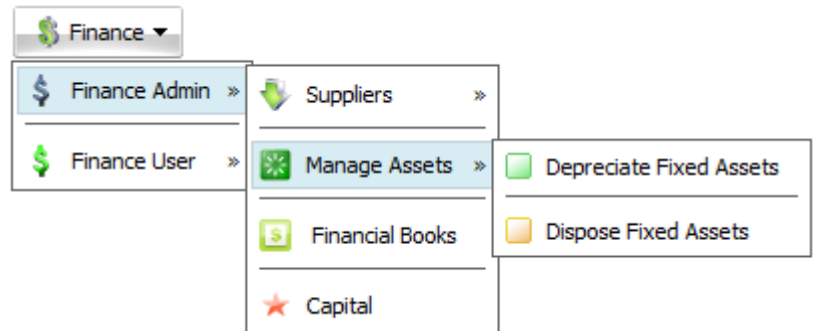 Finance
Finance Admin »
Finance User »
Suppliers »
Manage Assets »
Financial Books
Capital
Depreciate Fixed Assets
Dispose Fixed Assets